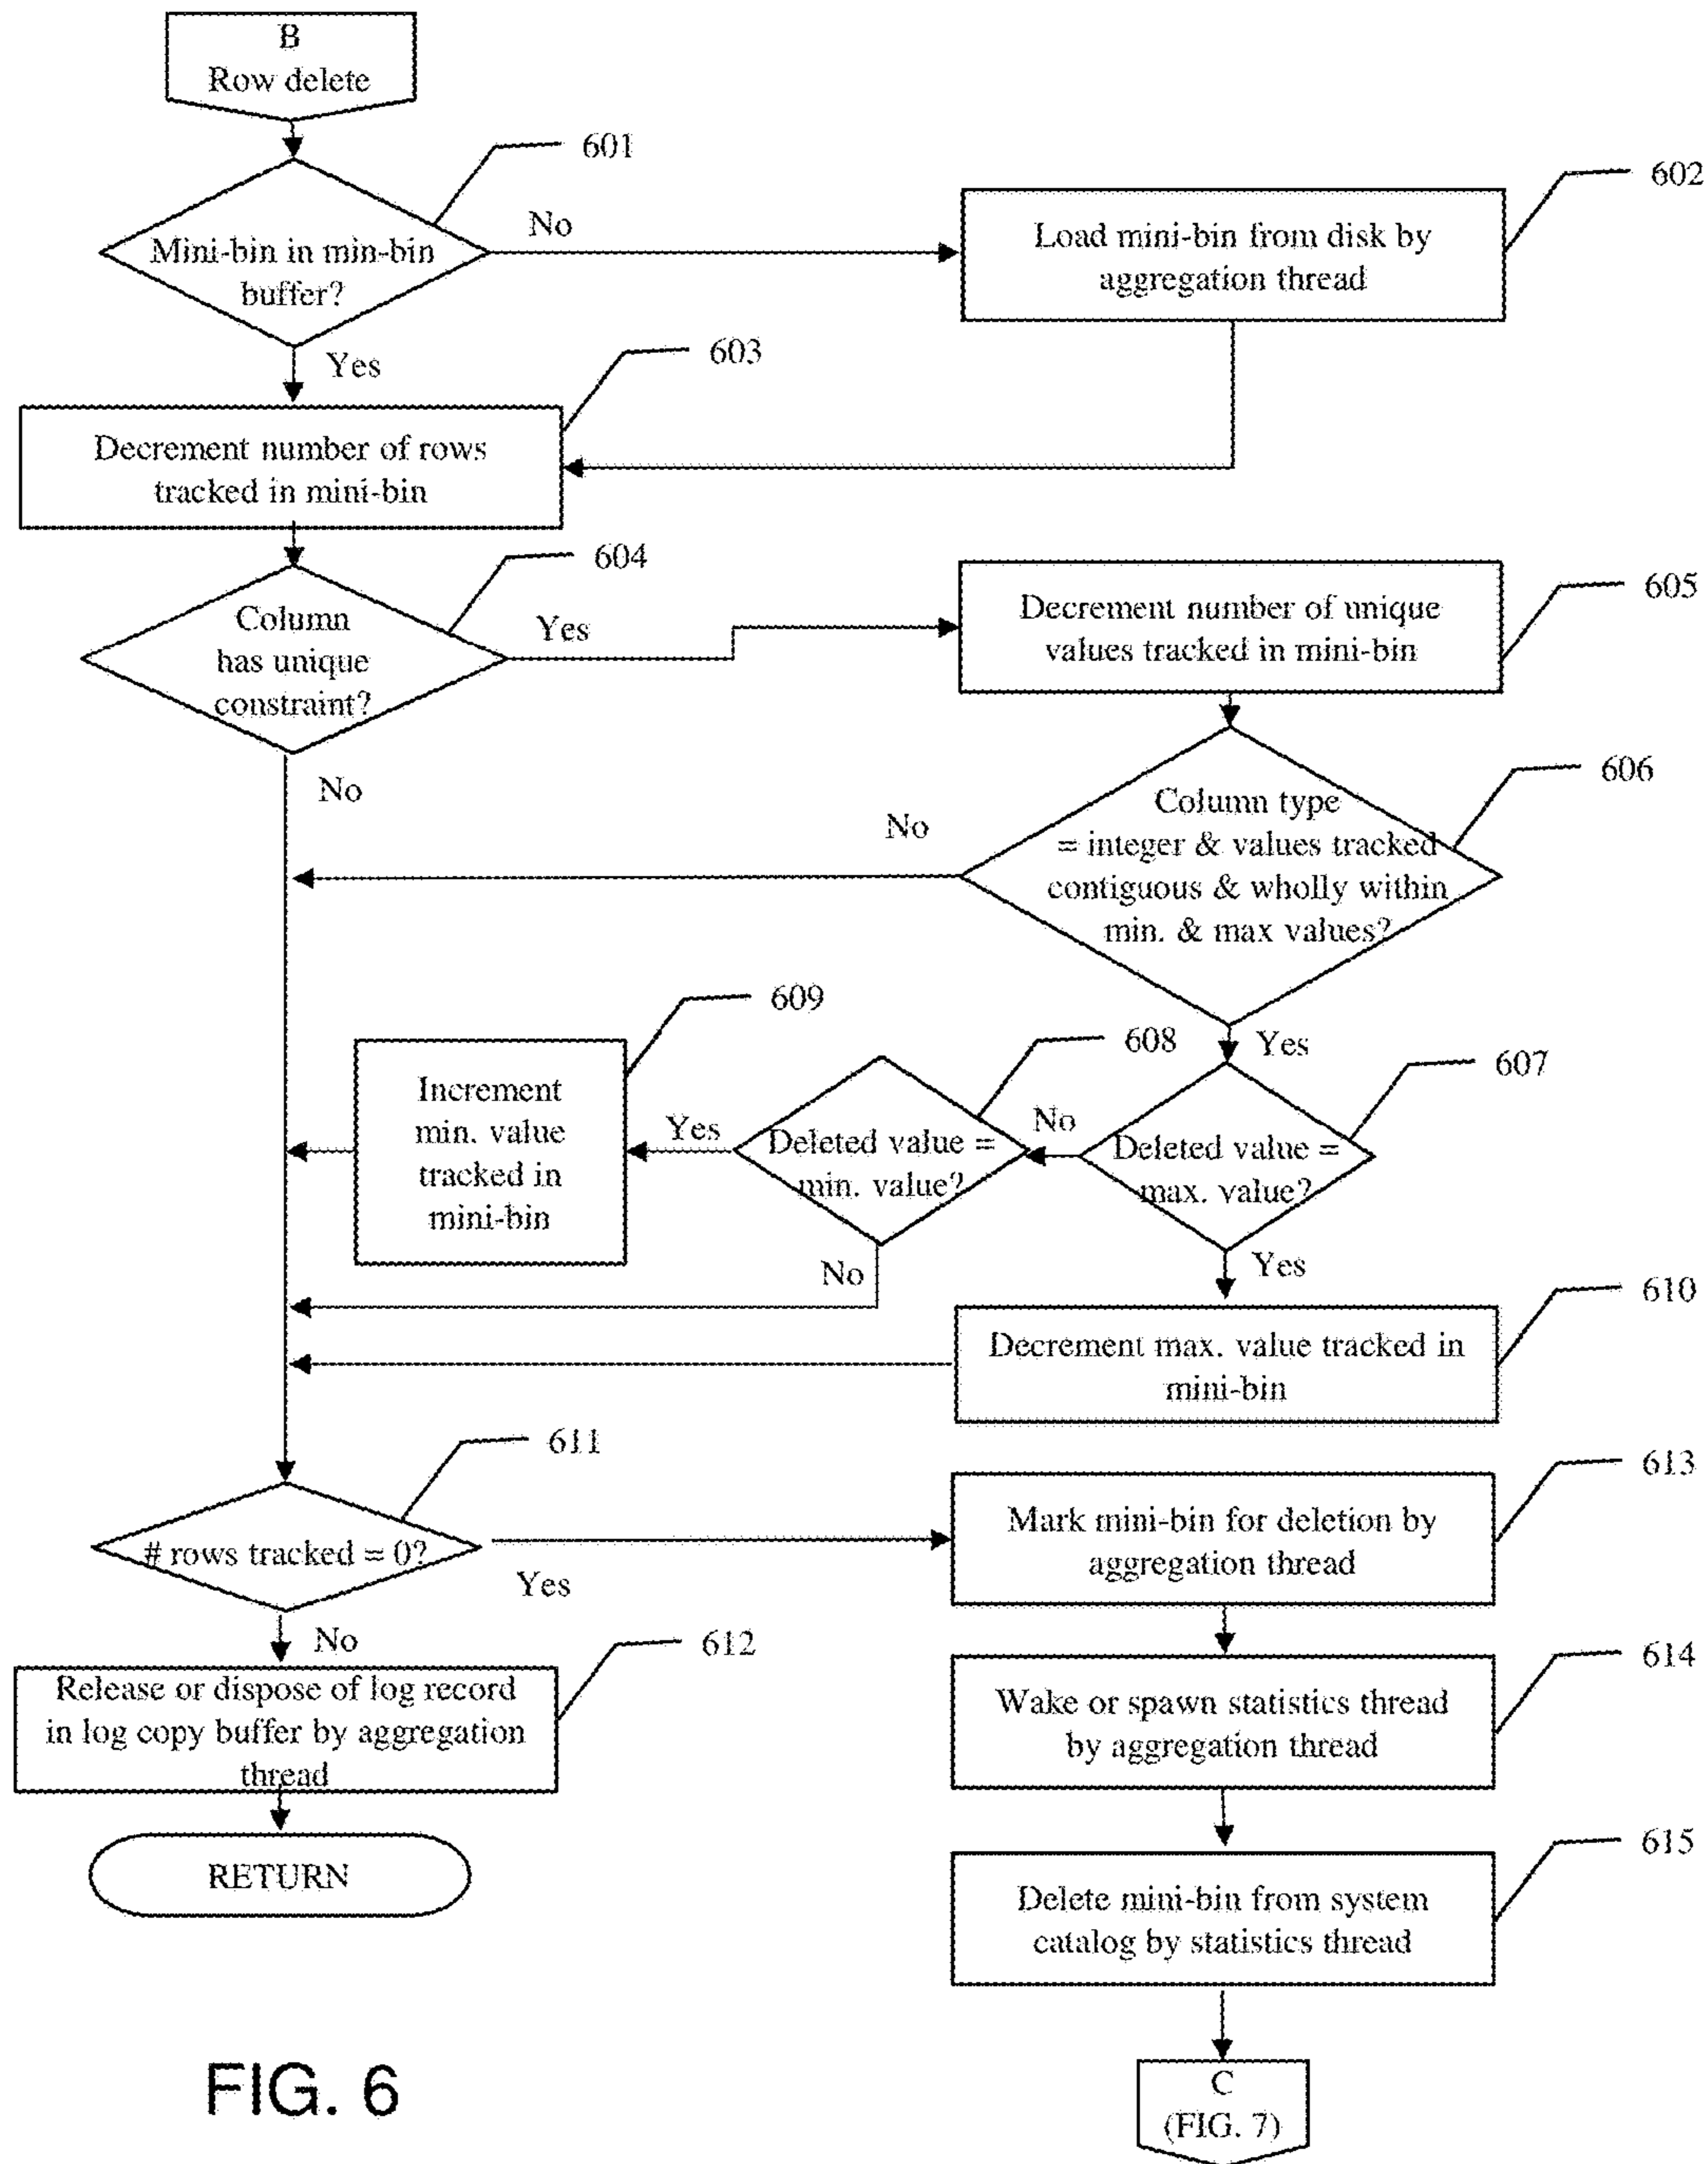 B
Row delete
601
Mini-bin in min-bin
buffer?
No
602
Load mini-bin from disk by
aggregation thread
Yes
603
Decrement number of rows
tracked in mini-bin
604
Column
has unique
constraint?
Yes
605
Decrement number of unique
values tracked in mini-bin
No
606
Column type
= integer & values tracked
contiguous & wholly within
min. & max values?
No
Yes
607
Deleted value =
max. value?
No
608
Deleted value =
min. value?
Yes
609
Increment
min. value
tracked in
mini-bin
No
Yes
610
Decrement max. value tracked in
mini-bin
611
# rows tracked = 0?
Yes
613
Mark mini-bin for deletion by
aggregation thread
No
612
Release or dispose of log record
in log copy buffer by aggregation
thread
RETURN
614
Wake or spawn statistics thread
by aggregation thread
615
Delete mini-bin from system
catalog by statistics thread
C
(FIG. 7)
FIG. 6